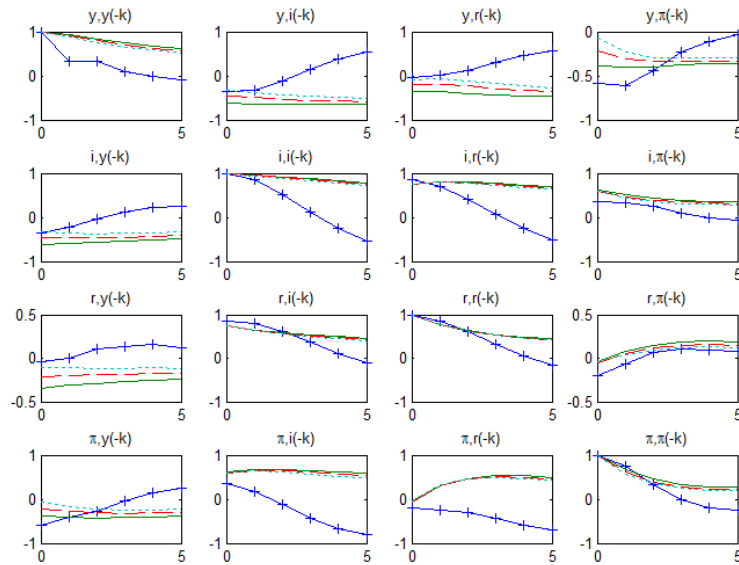 y,y(-k) y,i(-k) y,r(-k) y,π(-k)
1 1 1 0
0 0 0 -0.5
-1 -1 -1 -1
0 5 0 5 0 5 0 5
i,y(-k) i,i(-k) i,r(-k) i,π(-k)
1 1 1 1
0 0 0 0
-1 -1 -1 -1
0 5 0 5 0 5 0 5
r,y(-k) r,i(-k) r,r(-k) r,π(-k)
0.5 1 1 0.5
0 0 0 0
-0.5 -1 -1 -0.5
0 5 0 5 0 5 0 5
π,y(-k) π,i(-k) π,r(-k) π,π(-k)
1 1 1 1
0 0 0 0
-1 -1 -1 -1
0 5 0 5 0 5 0 5